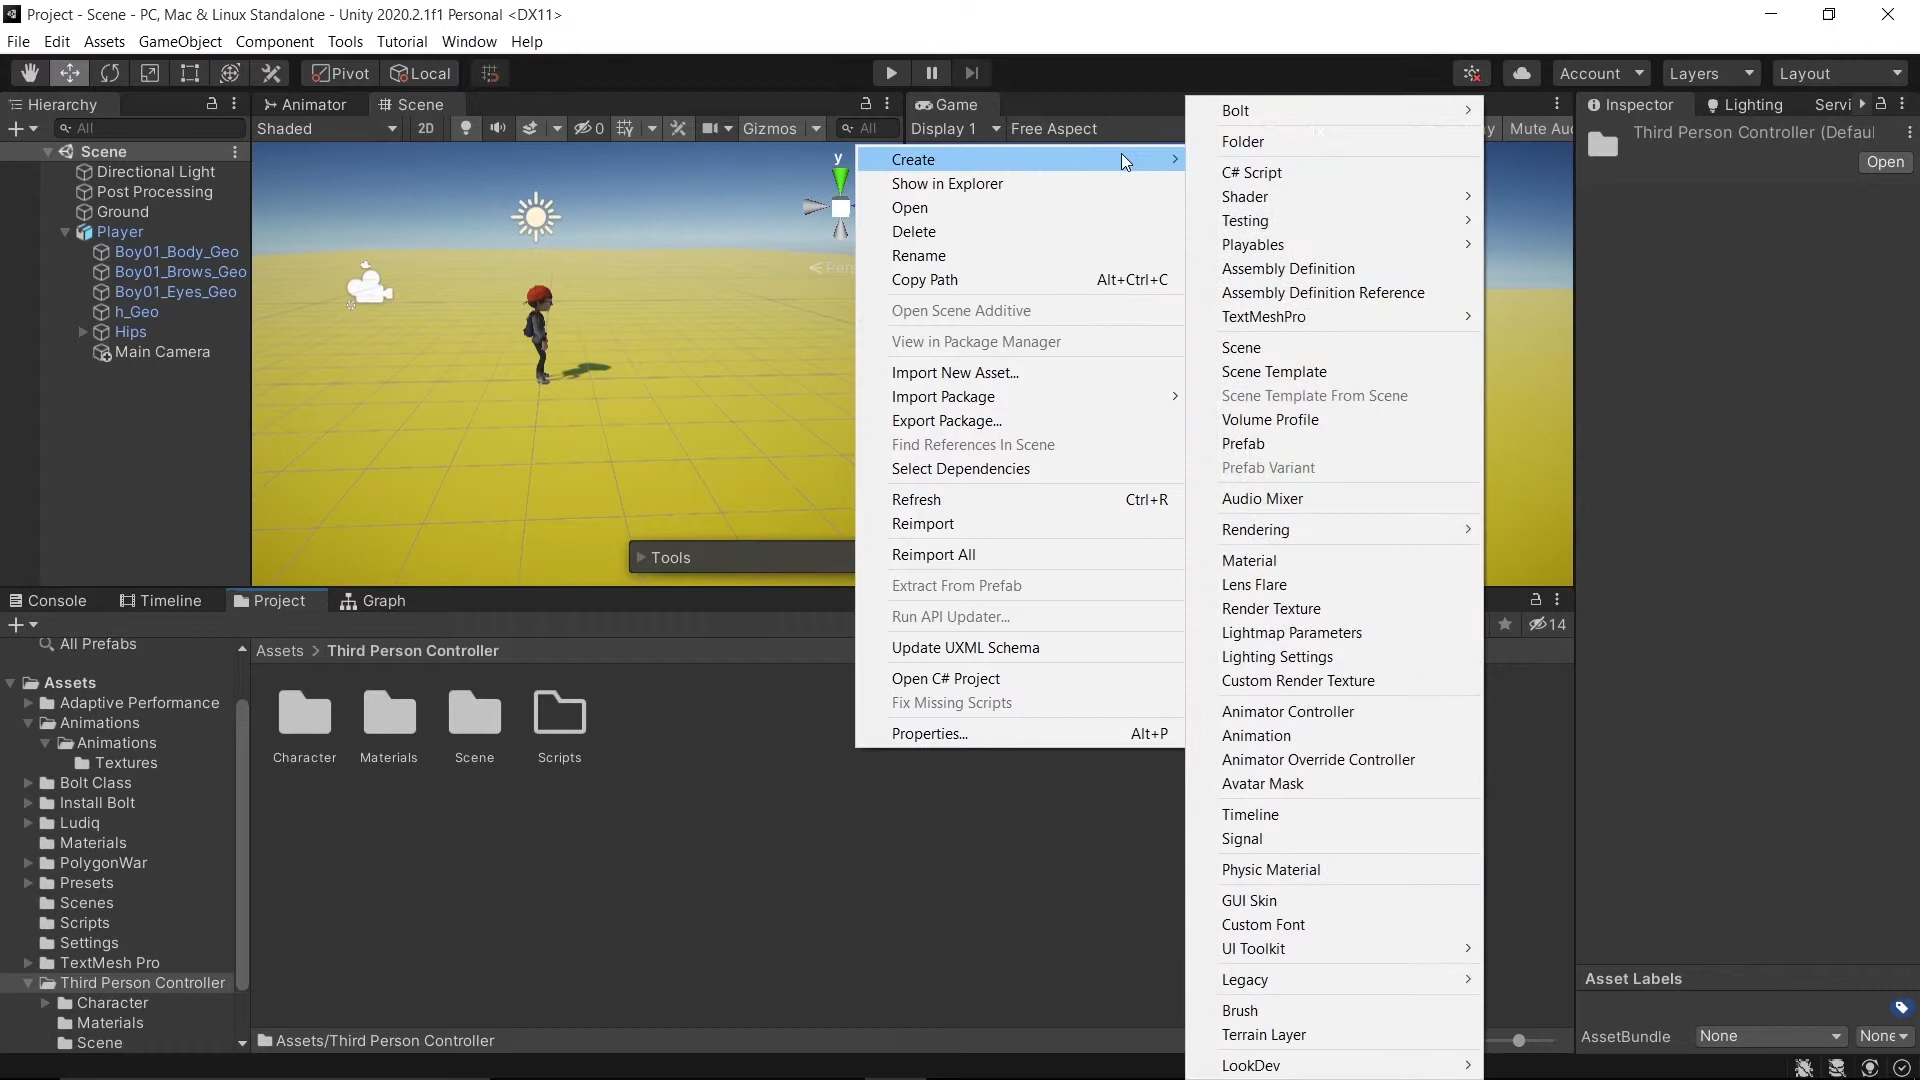 Project - Scene - PC, Mac & Linux Standalone - Unity 2020.2.1f1 Personal <DX11>
File Edit Assets GameObject Component Tools Tutorial Window Help
Pivot Local
Account Layers Layout
Hierarchy
Animator
Scene
Game
Inspector
Lighting
Servi
All
Shaded 2D 0 Gizmos All
Display 1 Free Aspect 1x Mute Au
Third Person Controller (Defaul
Open
Scene
Directional Light
Post Processing
Ground
Player
Boy01_Body_Geo
Boy01_Brows_Geo
Boy01_Eyes_Geo
h_Geo
Hips
Main Camera
y
< Pers
Tools
Create
Show in Explorer
Open
Delete
Rename
Copy Path Alt+Ctrl+C
Open Scene Additive
View in Package Manager
Import New Asset...
Import Package
Export Package...
Find References In Scene
Select Dependencies
Refresh Ctrl+R
Reimport
Reimport All
Extract From Prefab
Run API Updater...
Update UXML Schema
Open C# Project
Fix Missing Scripts
Properties... Alt+P
Bolt
Folder
C# Script
Shader
Testing
Playables
Assembly Definition
Assembly Definition Reference
TextMeshPro
Scene
Scene Template
Scene Template From Scene
Volume Profile
Prefab
Prefab Variant
Audio Mixer
Rendering
Material
Lens Flare
Render Texture
Lightmap Parameters
Lighting Settings
Custom Render Texture
Animator Controller
Animation
Animator Override Controller
Avatar Mask
Timeline
Signal
Physic Material
GUI Skin
Custom Font
UI Toolkit
Legacy
Brush
Terrain Layer
LookDev
Console Timeline Project Graph
14
All Prefabs
Assets
Adaptive Performance
Animations
Animations
Textures
Bolt Class
Install Bolt
Ludiq
Materials
PolygonWar
Presets
Scenes
Scripts
Settings
TextMesh Pro
Third Person Controller
Character
Materials
Scene
Assets > Third Person Controller
Character Materials Scene Scripts
Assets/Third Person Controller
Asset Labels
AssetBundle None None